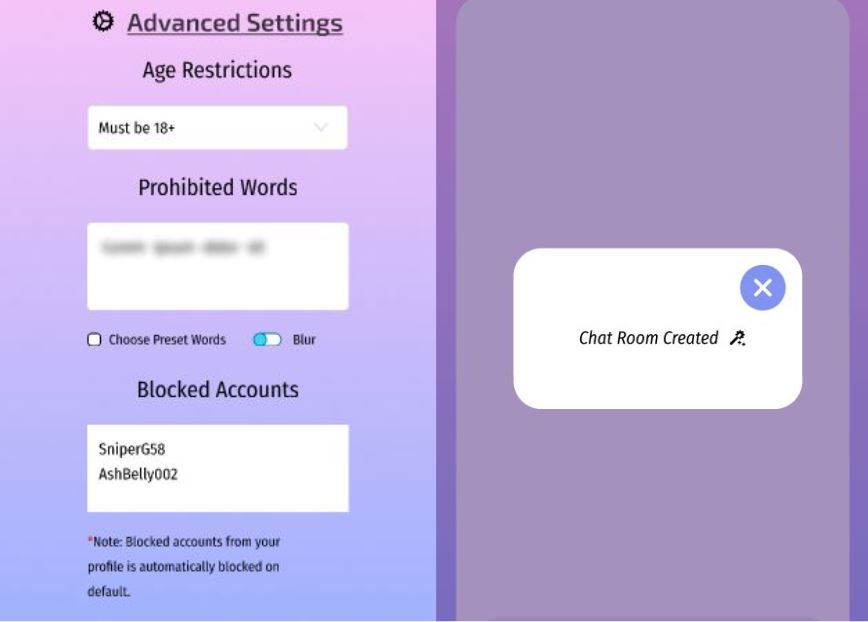 Advanced Settings
Age Restrictions
Must be 18+
Prohibited Words
Choose Preset Words
Blur
Blocked Accounts
SniperG58
AshBelly002
*Note: Blocked accounts from your
profile is automatically blocked on
default.
Chat Room Created